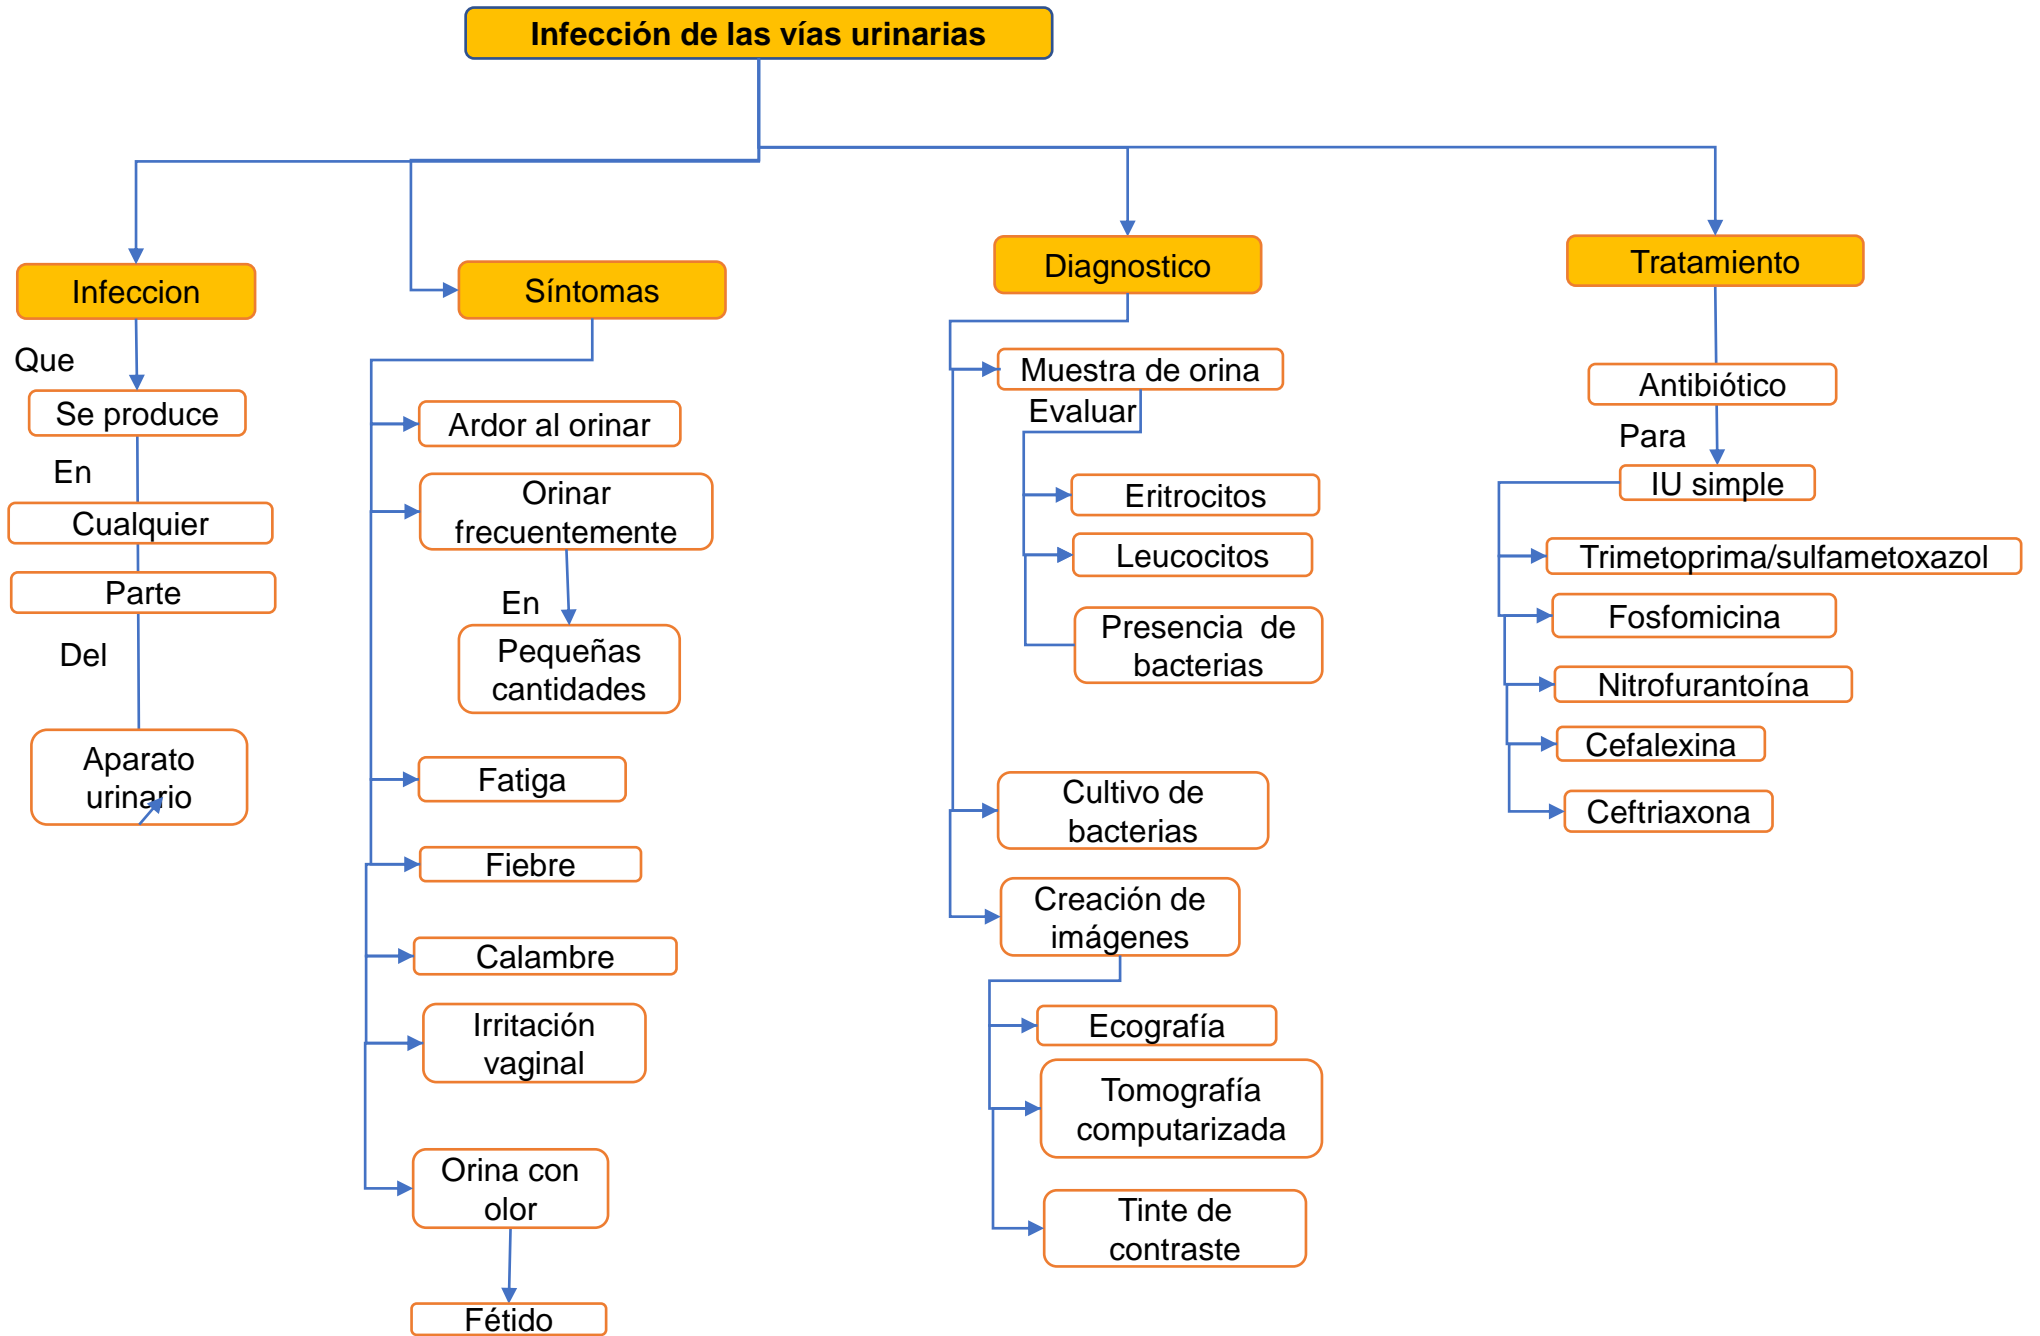 Infección de las vías urinarias
Infeccion
Que
Se produce
En
Cualquier
Parte
Del
Aparato
urinario
Síntomas
Ardor al orinar
Orinar
frecuentemente
En
Pequeñas
cantidades
Fatiga
Fiebre
Calambre
Irritación
vaginal
Orina con
olor
Fétido
Diagnostico
Muestra de orina
Evaluar
Eritrocitos
Leucocitos
Presencia de
bacterias
Cultivo de
bacterias
Creación de
imágenes
Ecografía
Tomografía
computarizada
Tinte de
contraste
Tratamiento
Antibiótico
Para
IU simple
Trimetoprima/sulfametoxazol
Fosfomicina
Nitrofurantoína
Cefalexina
Ceftriaxona